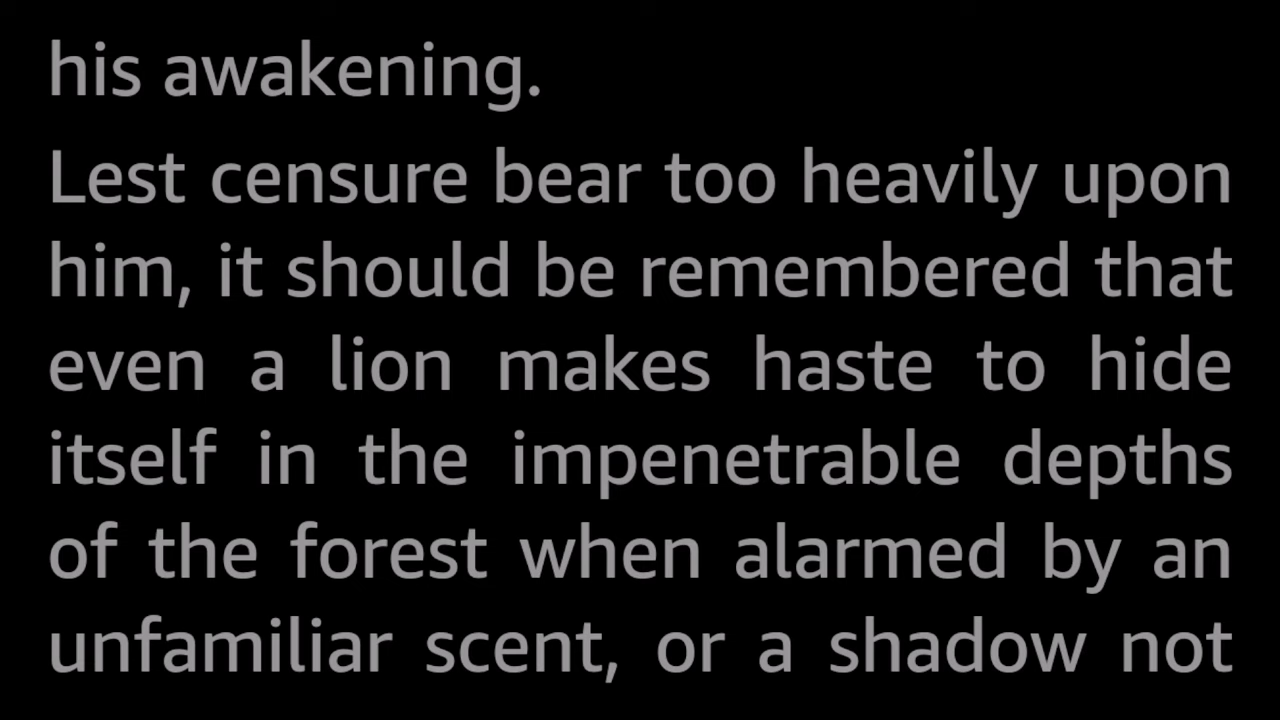 his awakening.
Lest censure bear too heavily upon
him, it should be remembered that
even a lion makes haste to hide
itself in the impenetrable depths
of the forest when alarmed by an
unfamiliar scent, or a shadow not